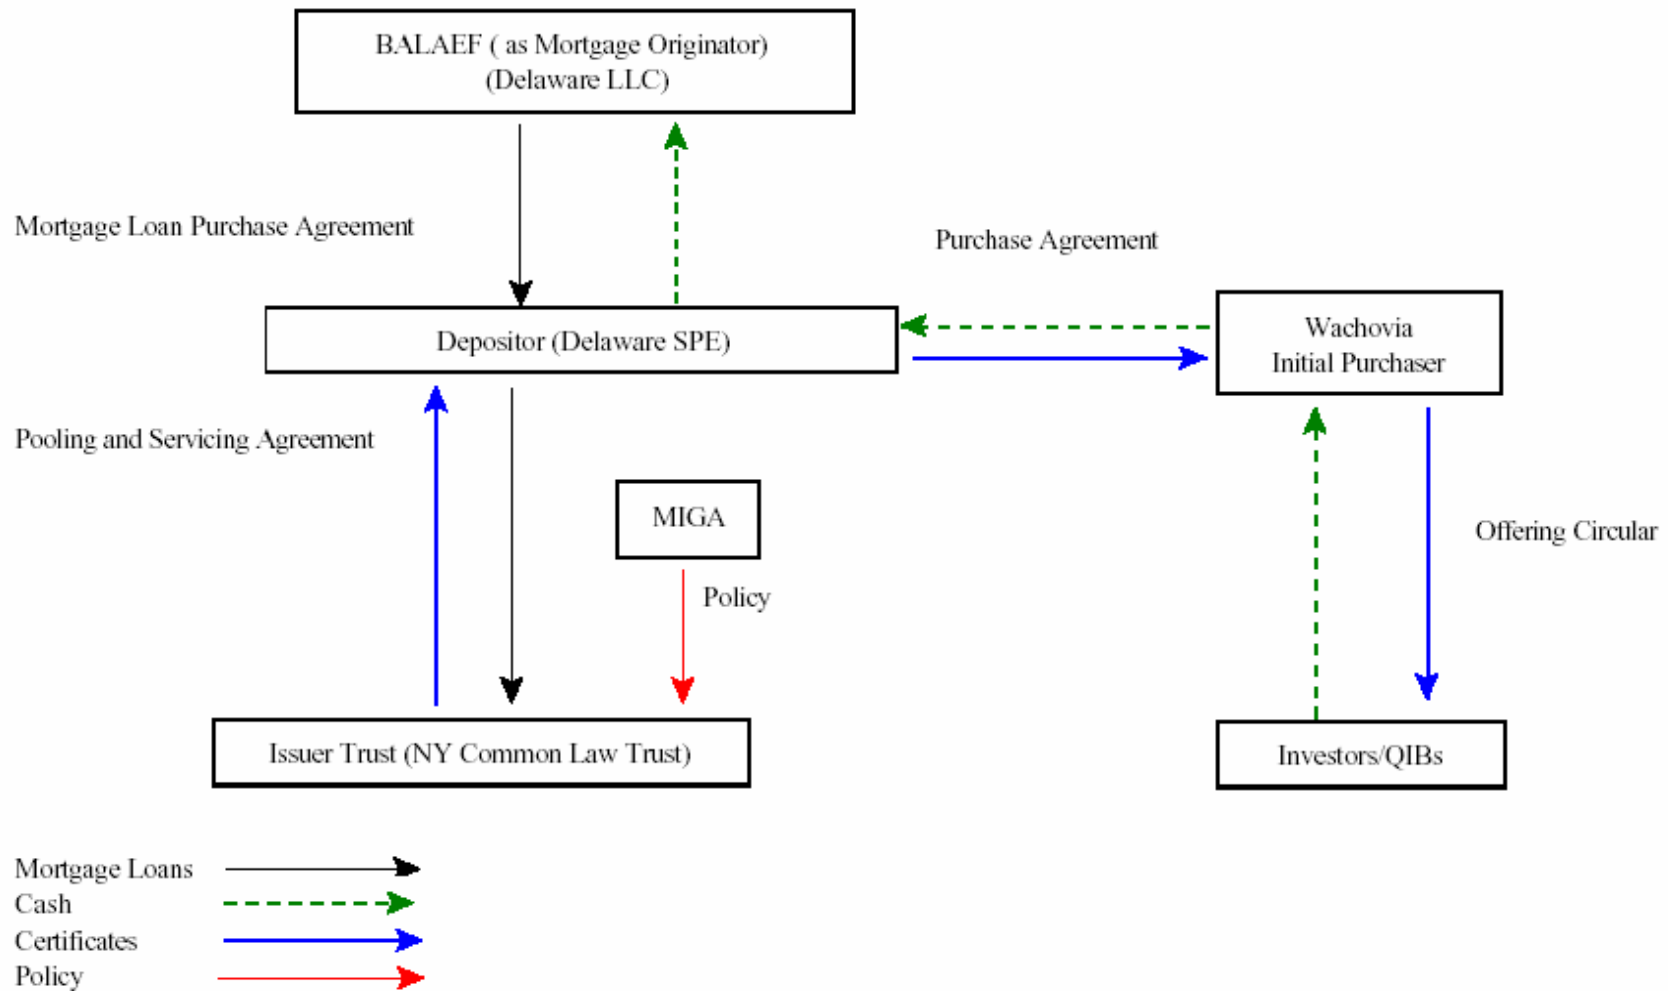 BALAEF ( as Mortgage Originator)
(Delaware LLC)
Mortgage Loan Purchase Agreement
Purchase Agreement
Depositor (Delaware SPE)
Wachovia
Initial Purchaser
Pooling and Servicing Agreement
MIGA
Policy
Offering Circular
Issuer Trust (NY Common Law Trust)
Investors/QIBs
Mortgage Loans
Cash
Certificates
Policy